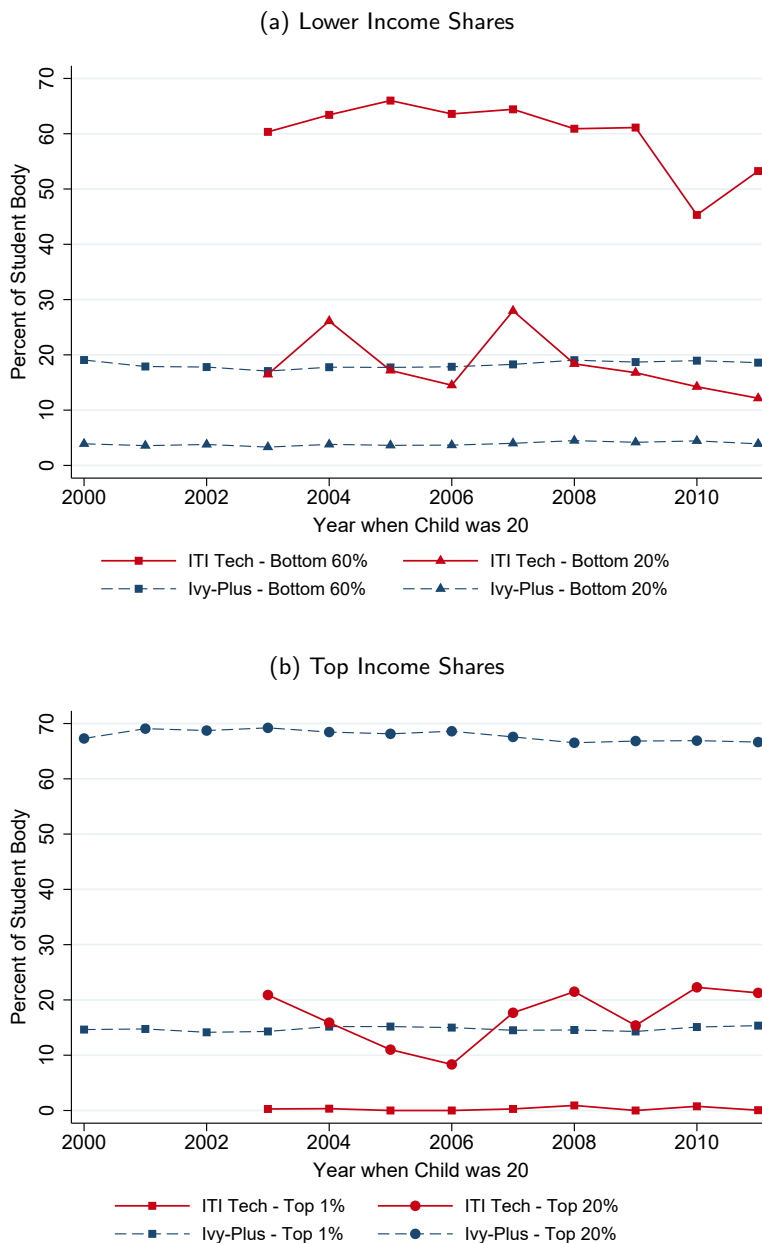 (a) Lower Income Shares
Percent of Student Body
70
60
50
40
30
20
10
0
2000 2002 2004 2006 2008 2010
Year when Child was 20
ITI Tech - Bottom 60% ITI Tech - Bottom 20%
Ivy-Plus - Bottom 60% Ivy-Plus - Bottom 20%
(b) Top Income Shares
Percent of Student Body
70
60
50
40
30
20
10
0
2000 2002 2004 2006 2008 2010
Year when Child was 20
ITI Tech - Top 1% ITI Tech - Top 20%
Ivy-Plus - Top 1% Ivy-Plus - Top 20%